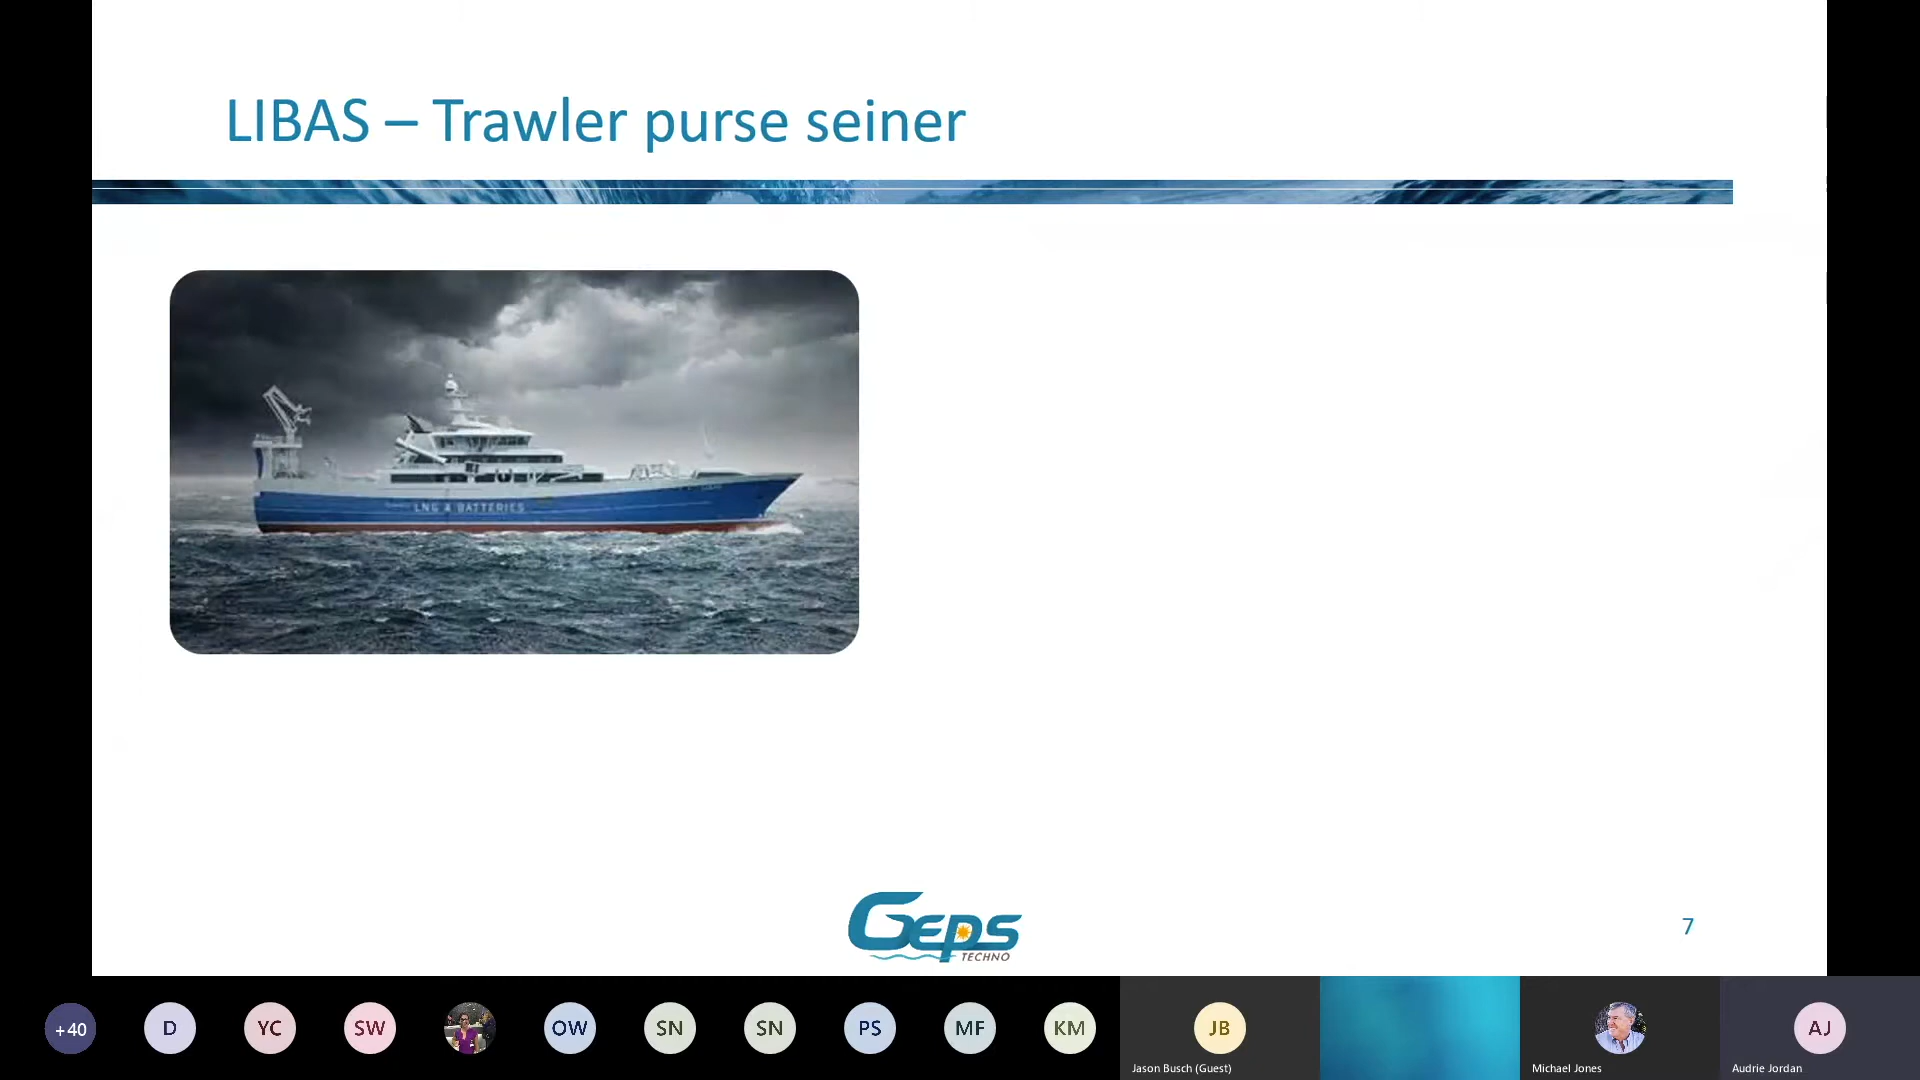 LIBAS – Trawler purse seiner
LNG & BATTERIES
GEPS
TECHNO
7
+40
D
YC
SW
OW
SN
SN
PS
MF
KM
JB
AJ
Jason Busch (Guest)
Michael Jones
Audrie Jordan